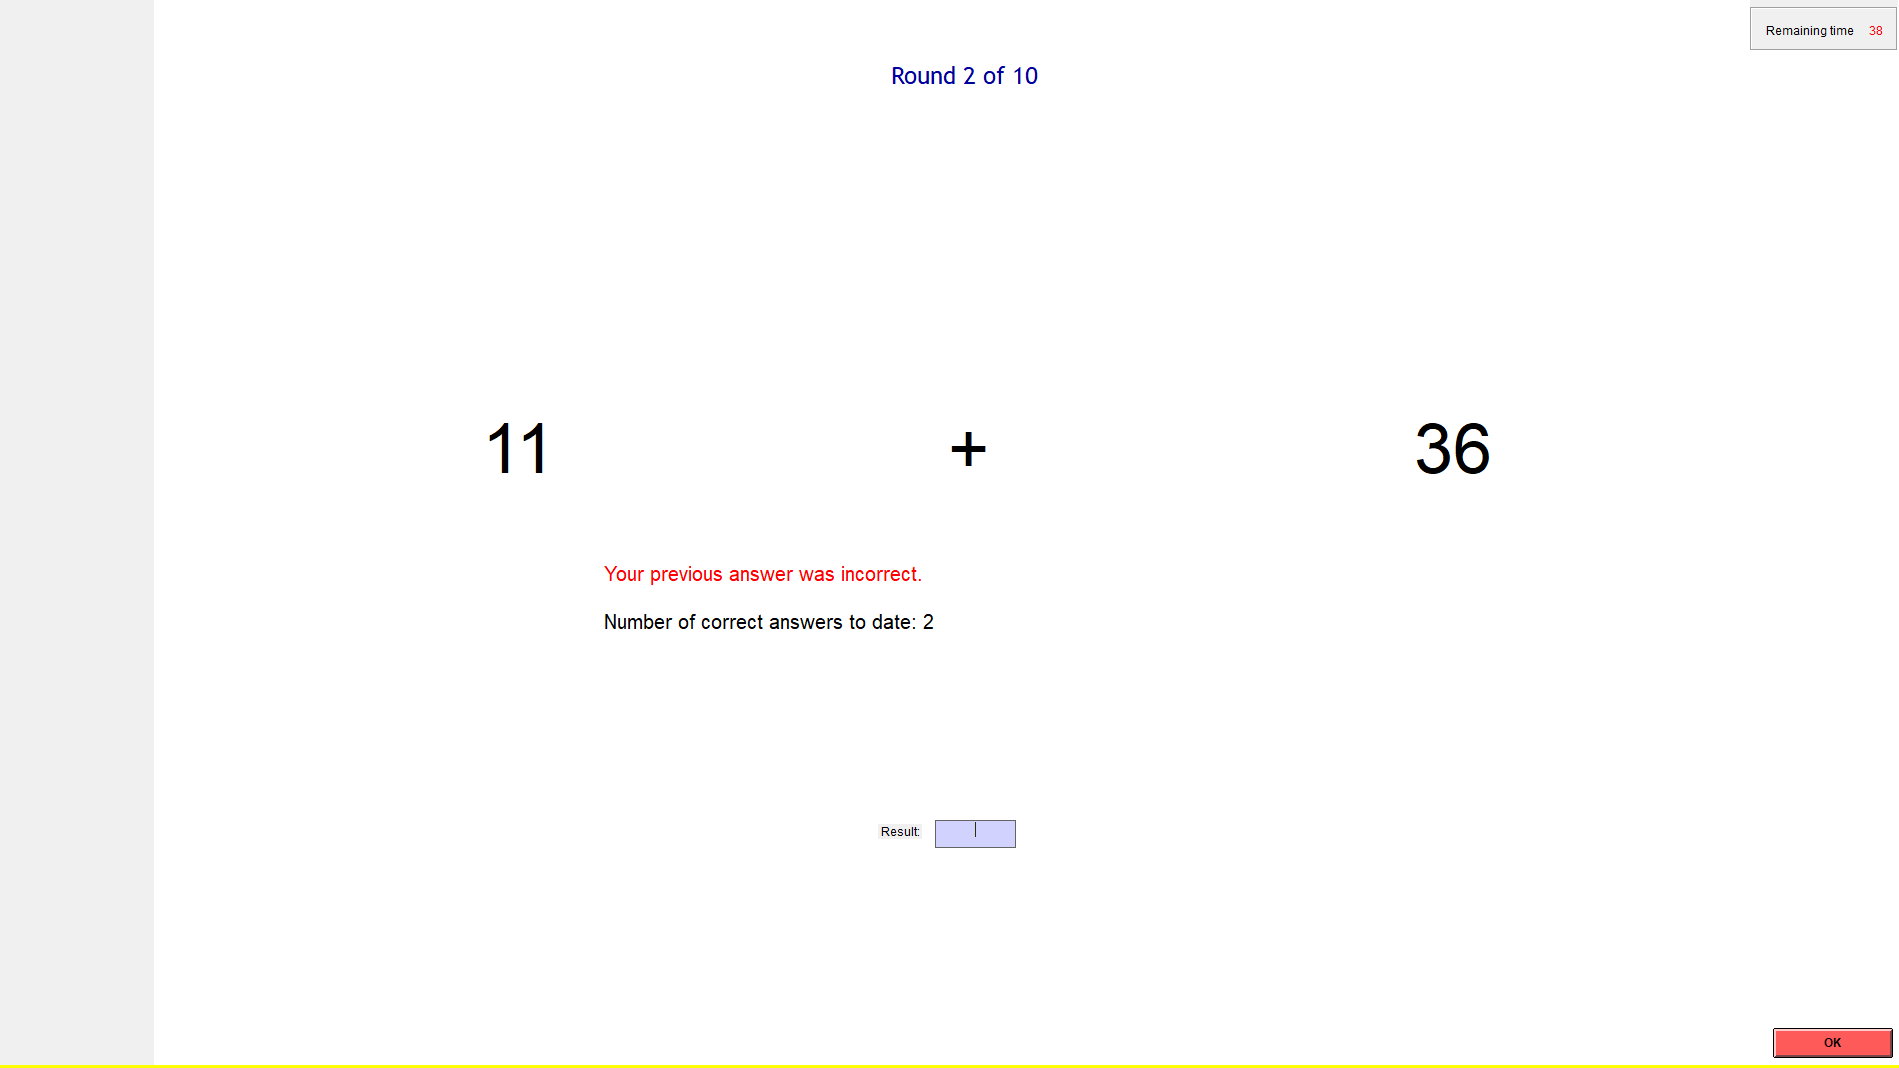 Remaining time 38
Round 2 of 10
11 + 36
Your previous answer was incorrect.
Number of correct answers to date: 2
Result:
OK